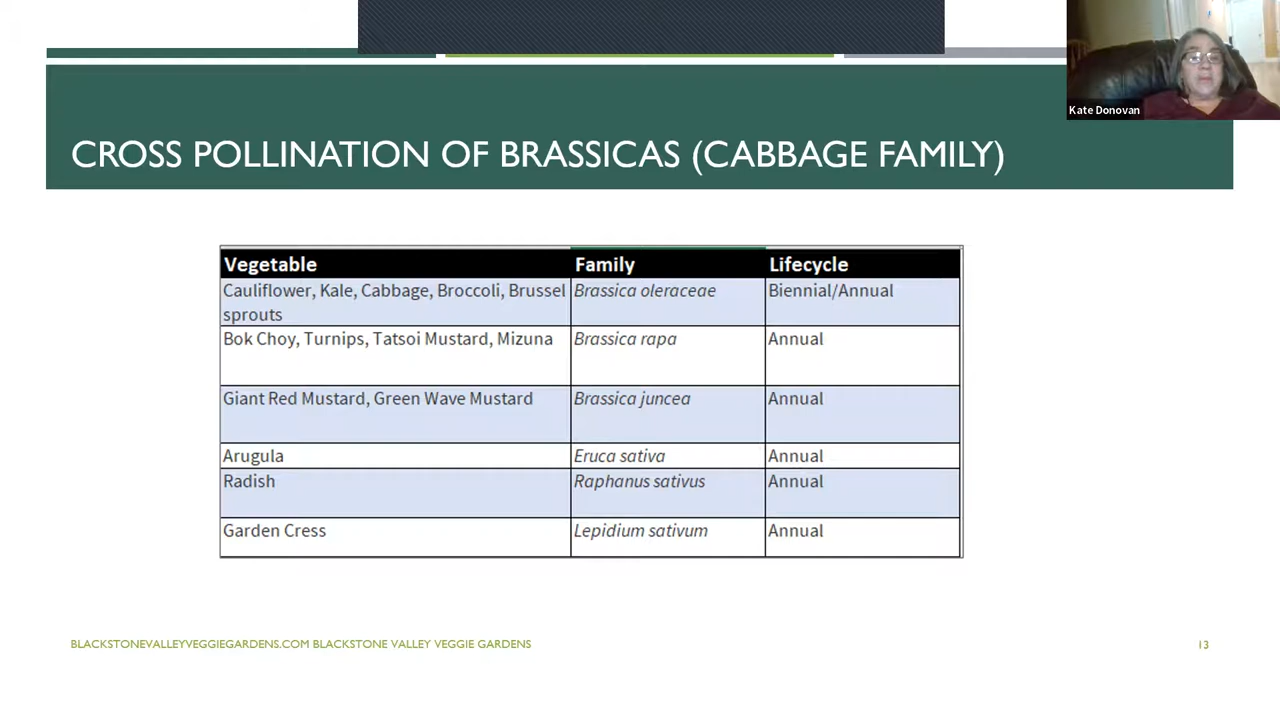 Kate Donovan
CROSS POLLINATION OF BRASSICAS (CABBAGE FAMILY)
Vegetable Family Lifecycle
Cauliflower, Kale, Cabbage, Broccoli, Brussel Brassica oleraceae Biennial/Annual
sprouts
Bok Choy, Turnips, Tatsoi Mustard, Mizuna Brassica rapa Annual
Giant Red Mustard, Green Wave Mustard Brassica juncea Annual
Arugula Eruca sativa Annual
Radish Raphanus sativus Annual
Garden Cress Lepidium sativum Annual
BLACKSTONEVALLEYVEGGIEGARDENS.COM BLACKSTONE VALLEY VEGGIE GARDENS 13